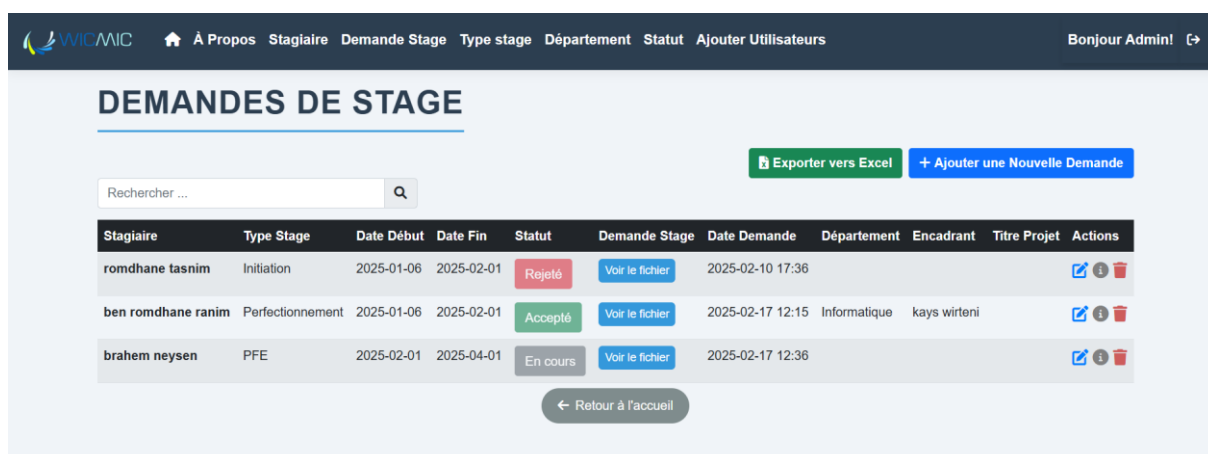 WICMIC À Propos Stagiaire Demande Stage Type stage Département Statut Ajouter Utilisateurs Bonjour Admin!
DEMANDES DE STAGE
Exporter vers Excel + Ajouter une Nouvelle Demande
Rechercher ...
Stagiaire Type Stage Date Début Date Fin Statut Demande Stage Date Demande Département Encadrant Titre Projet Actions
romdhane tasnim Initiation 2025-01-06 2025-02-01 Rejeté Voir le fichier 2025-02-10 17:36
ben romdhane ranim Perfectionnement 2025-01-06 2025-02-01 Accepté Voir le fichier 2025-02-17 12:15 Informatique kays wirteni
brahem neysen PFE 2025-02-01 2025-04-01 En cours Voir le fichier 2025-02-17 12:36
← Retour à l'accueil